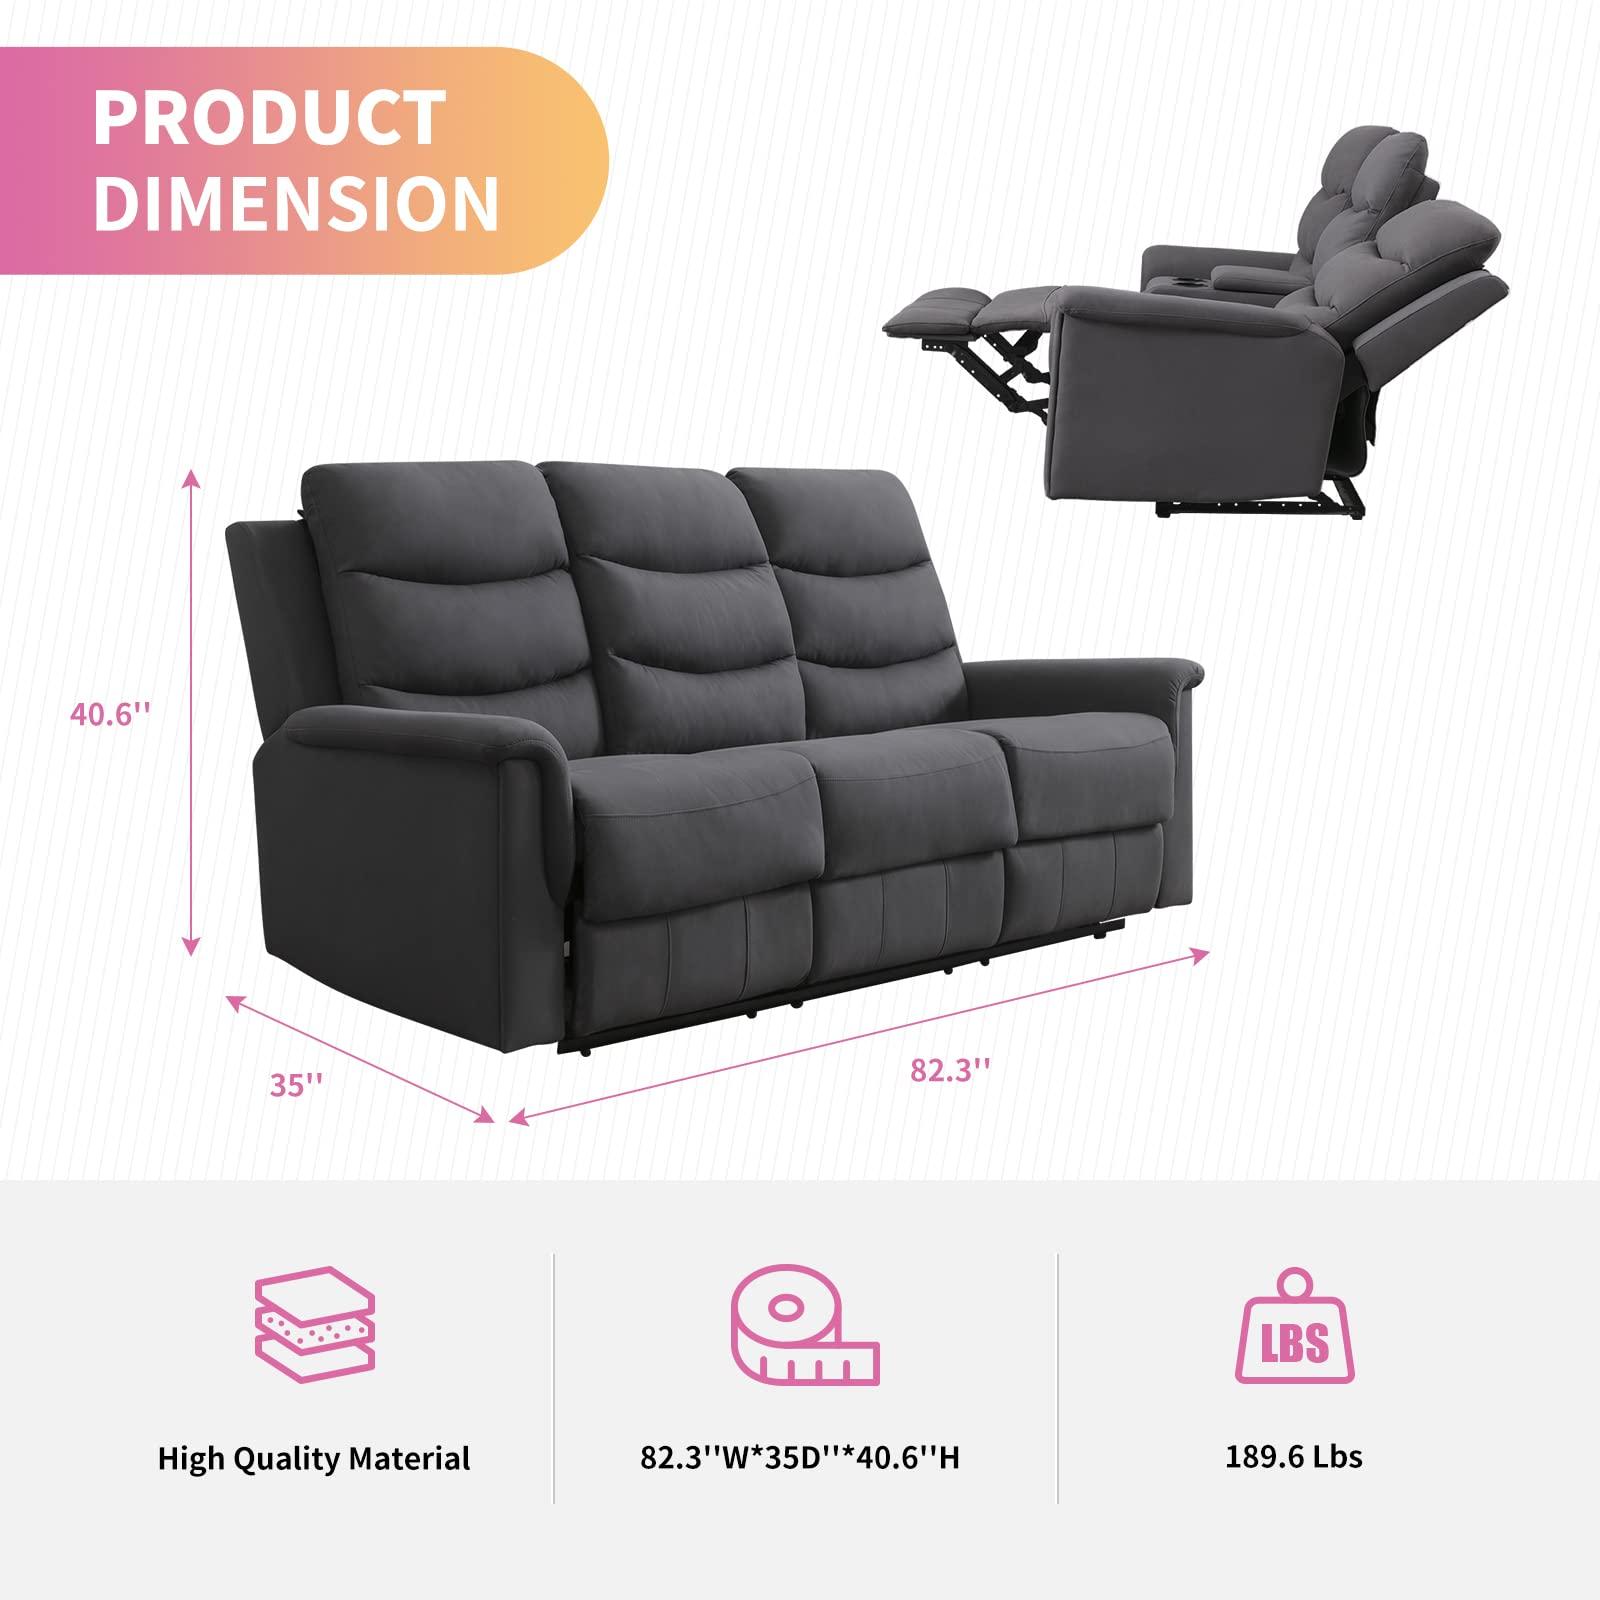 PRODUCT
DIMENSION
40.6''
35''
82.3''
LBS
High Quality Material
82.3''W*35D''*40.6''H
189.6 Lbs